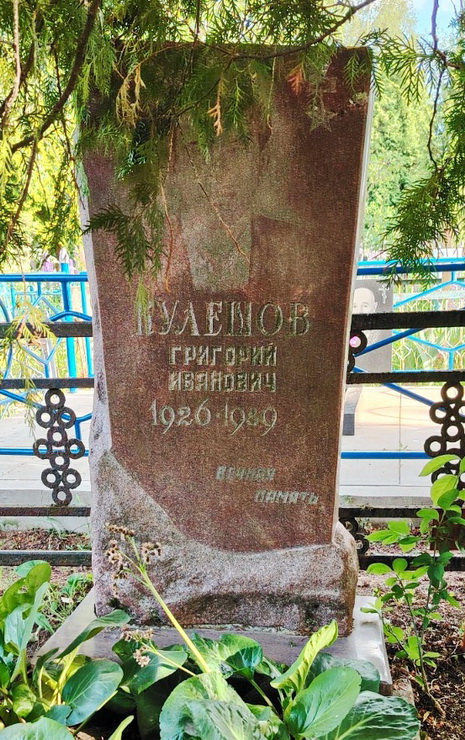 КУЛЕШОВ
ГРИГОРИЙ
ИВАНОВИЧ
1926-1989
ВЕЧНАЯ
ПАМЯТЬ